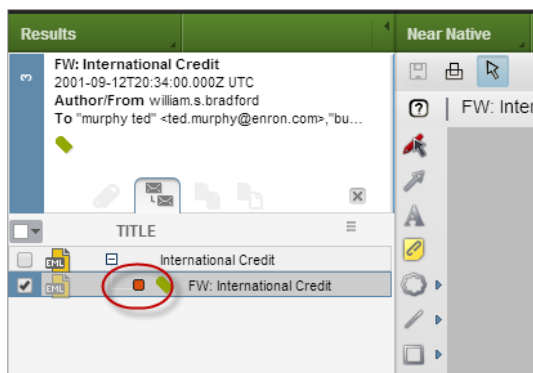 Results
Near Native
3
FW: International Credit
2001-09-12T20:34:00.000Z UTC
Author/From william.s.bradford
To "murphy ted" <ted.murphy@enron.com>,"bu...
FW: Inter
A
TITLE
EML International Credit
EML FW: International Credit